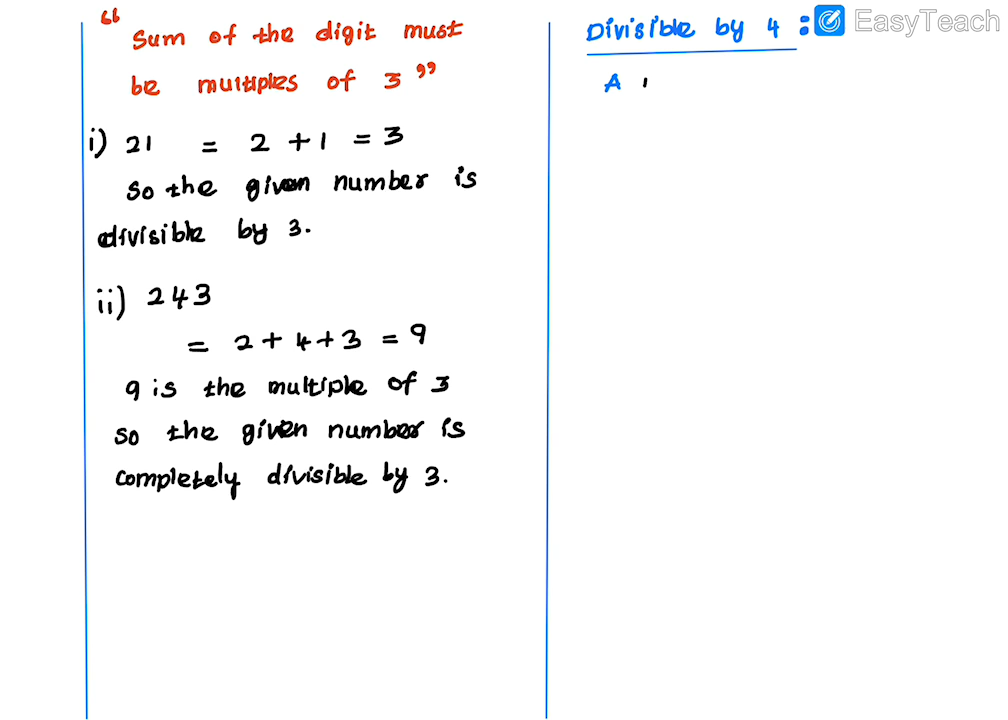 “ Sum of the digit must
be multiples of 3 ”
i) 21 = 2 + 1 = 3
So the given number is
divisible by 3.
ii) 243
= 2 + 4 + 3 = 9
9 is the multiple of 3
so the given number is
completely divisible by 3.
Divisible by 4 :
EasyTeach
A